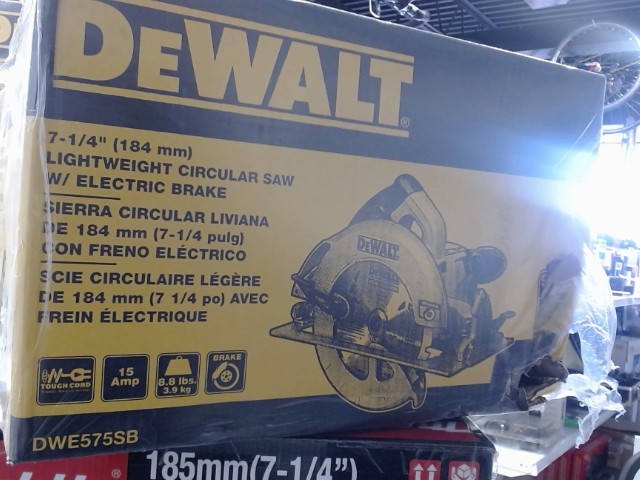 DEWALT
®
7-1/4" (184 mm)
LIGHTWEIGHT CIRCULAR SAW
W/ ELECTRIC BRAKE
SIERRA CIRCULAR LIVIANA
DE 184 mm (7-1/4 pulg)
CON FRENO ELÉCTRICO
SCIE CIRCULAIRE LÉGÈRE
DE 184 mm (7 1/4 po) AVEC
FREIN ÉLECTRIQUE
DEWALT
DEWALT
TOUGH CORD
15
Amp
8.8 lbs.
3.9 kg
BRAKE
DWE575SB
185mm(7-1/4")